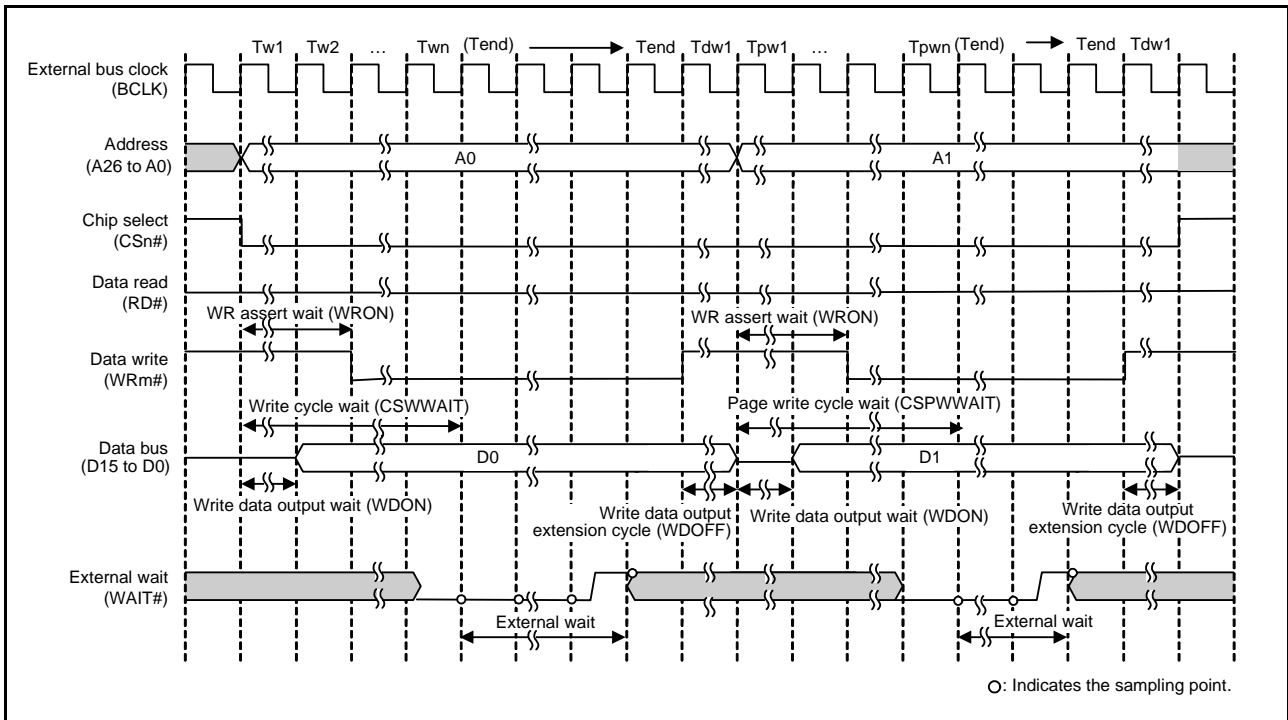 Tw1 Tw2 ... Twn (Tend) Tend Tdw1 Tpw1 ... Tpwn (Tend) Tend Tdw1
External bus clock
(BCLK)
Address
(A26 to A0)
A0 A1
Chip select
(CSn#)
Data read
(RD#)
WR assert wait (WRON) WR assert wait (WRON)
Data write
(WRm#)
Write cycle wait (CSWWAIT) Page write cycle wait (CSPWWAIT)
Data bus
(D15 to D0)
D0 D1
Write data output wait (WDON)
Write data output
extension cycle (WDOFF)
Write data output wait (WDON)
Write data output
extension cycle (WDOFF)
External wait
(WAIT#)
External wait External wait
: Indicates the sampling point.